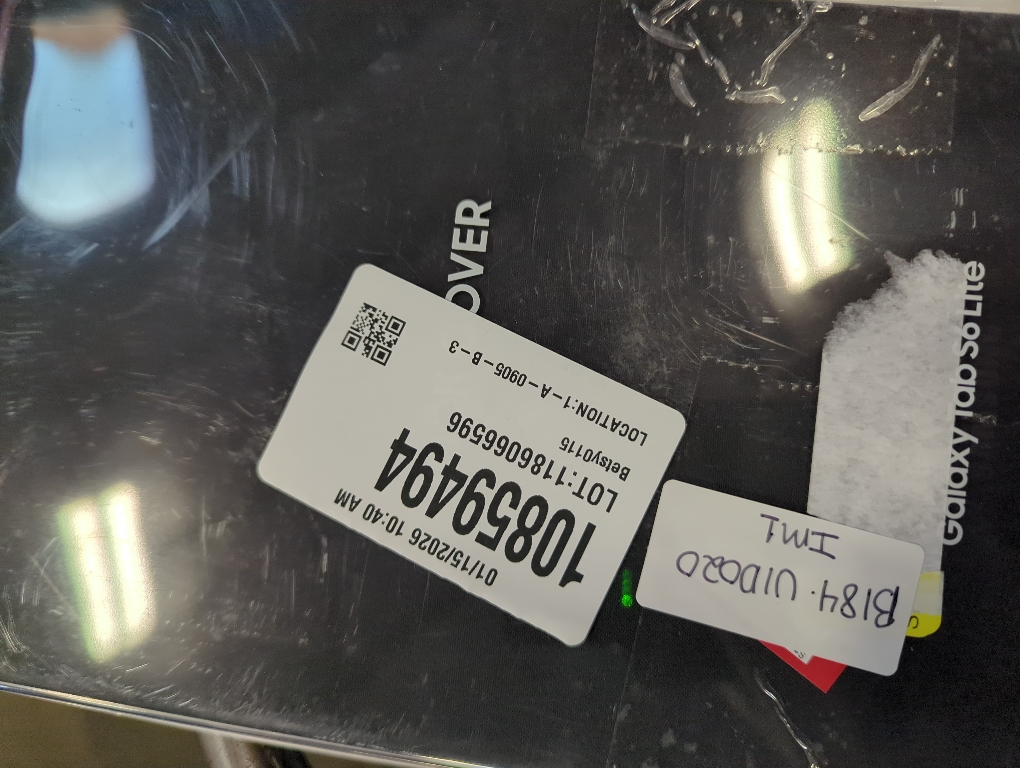 OVER
Galaxy Tab S6 Lite
01/15/2026 10:40 AM
10859494
LOT:1186066596
Betsy0115
LOCATION:1-A-0905-B-3
B184.U1D020
IM1